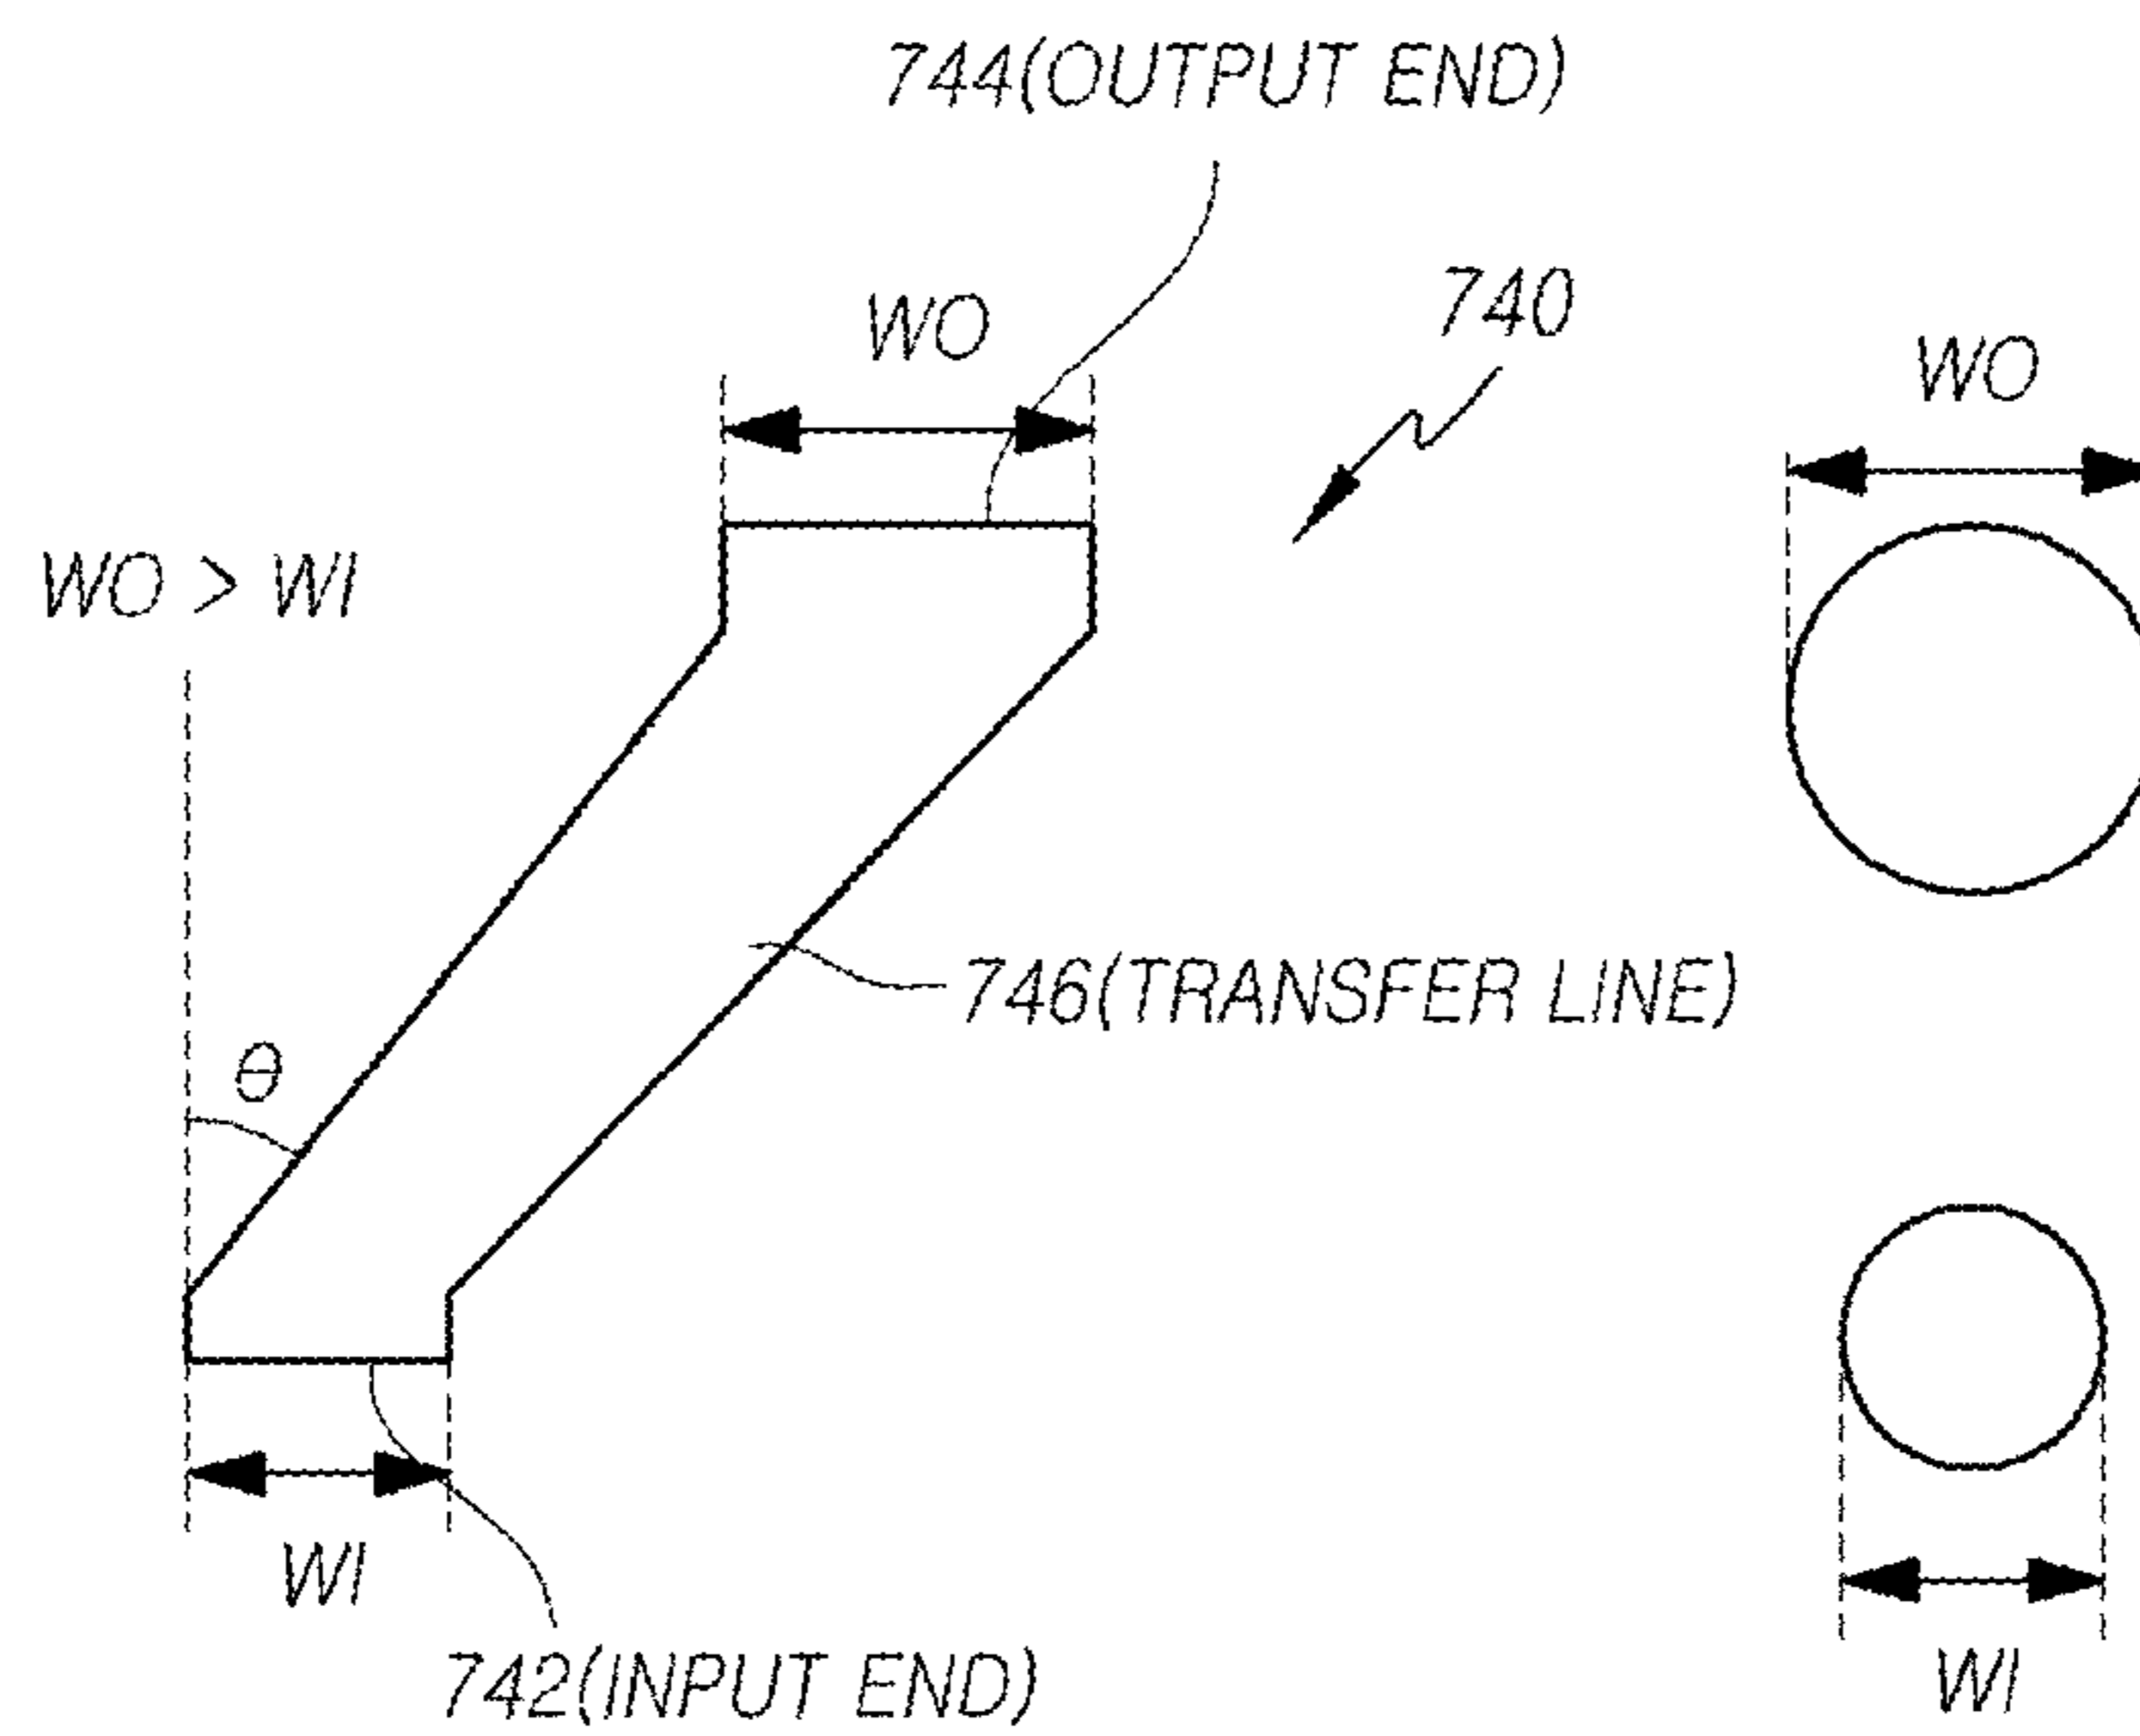 744(OUTPUT END)
740
WO
WO
WO > WI
746(TRANSFER LINE)
θ
WI
742(INPUT END)
WI